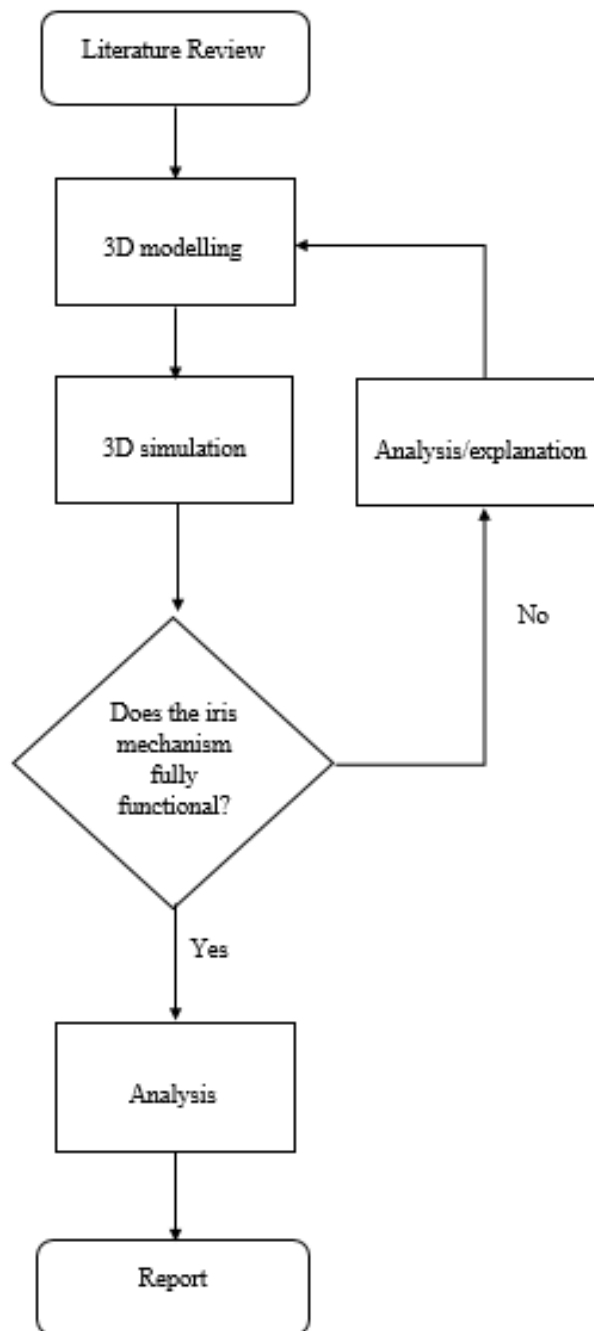 Literature Review
3D modelling
3D simulation
Analysis/explanation
No
Does the iris
mechanism
fully
functional?
Yes
Analysis
Report